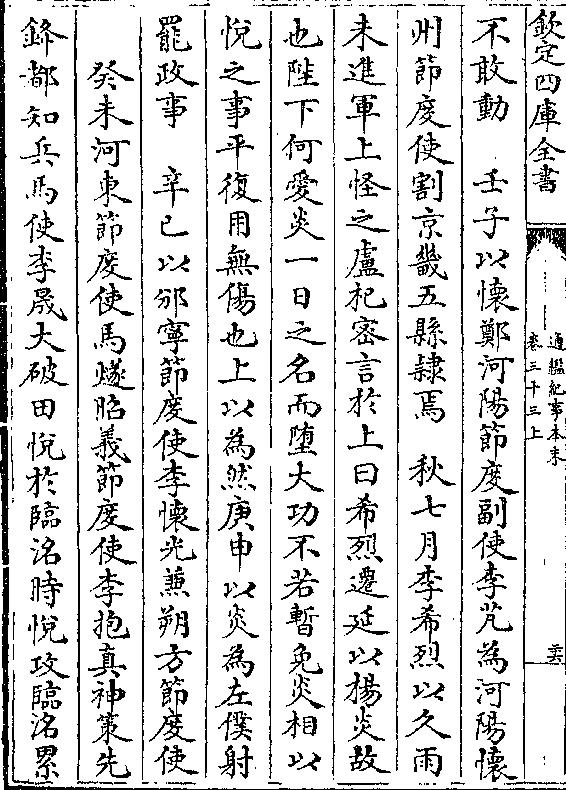 欽定四庫全書
通鑑紀事本末
卷三十三上
二六
不敢動　壬子以懷鄭河陽節度副使李艽為河陽懷
州節度使割京畿五縣隸焉　秋七月李希烈以久雨
未進軍上怪之盧杞密言於上曰希烈遷延以楊炎故
也陛下何愛炎一日之名而墮大功不若暫免炎相以
悅之事平復用無傷也上以為然庚申以炎為左僕射
罷政事　辛巳以邠寧節度使李懷光兼朔方節度使
癸未河東節度使馬燧昭義節度使李抱真神策先
鋒都知兵馬使李晟大破田悅於臨洺時悅攻臨洺累